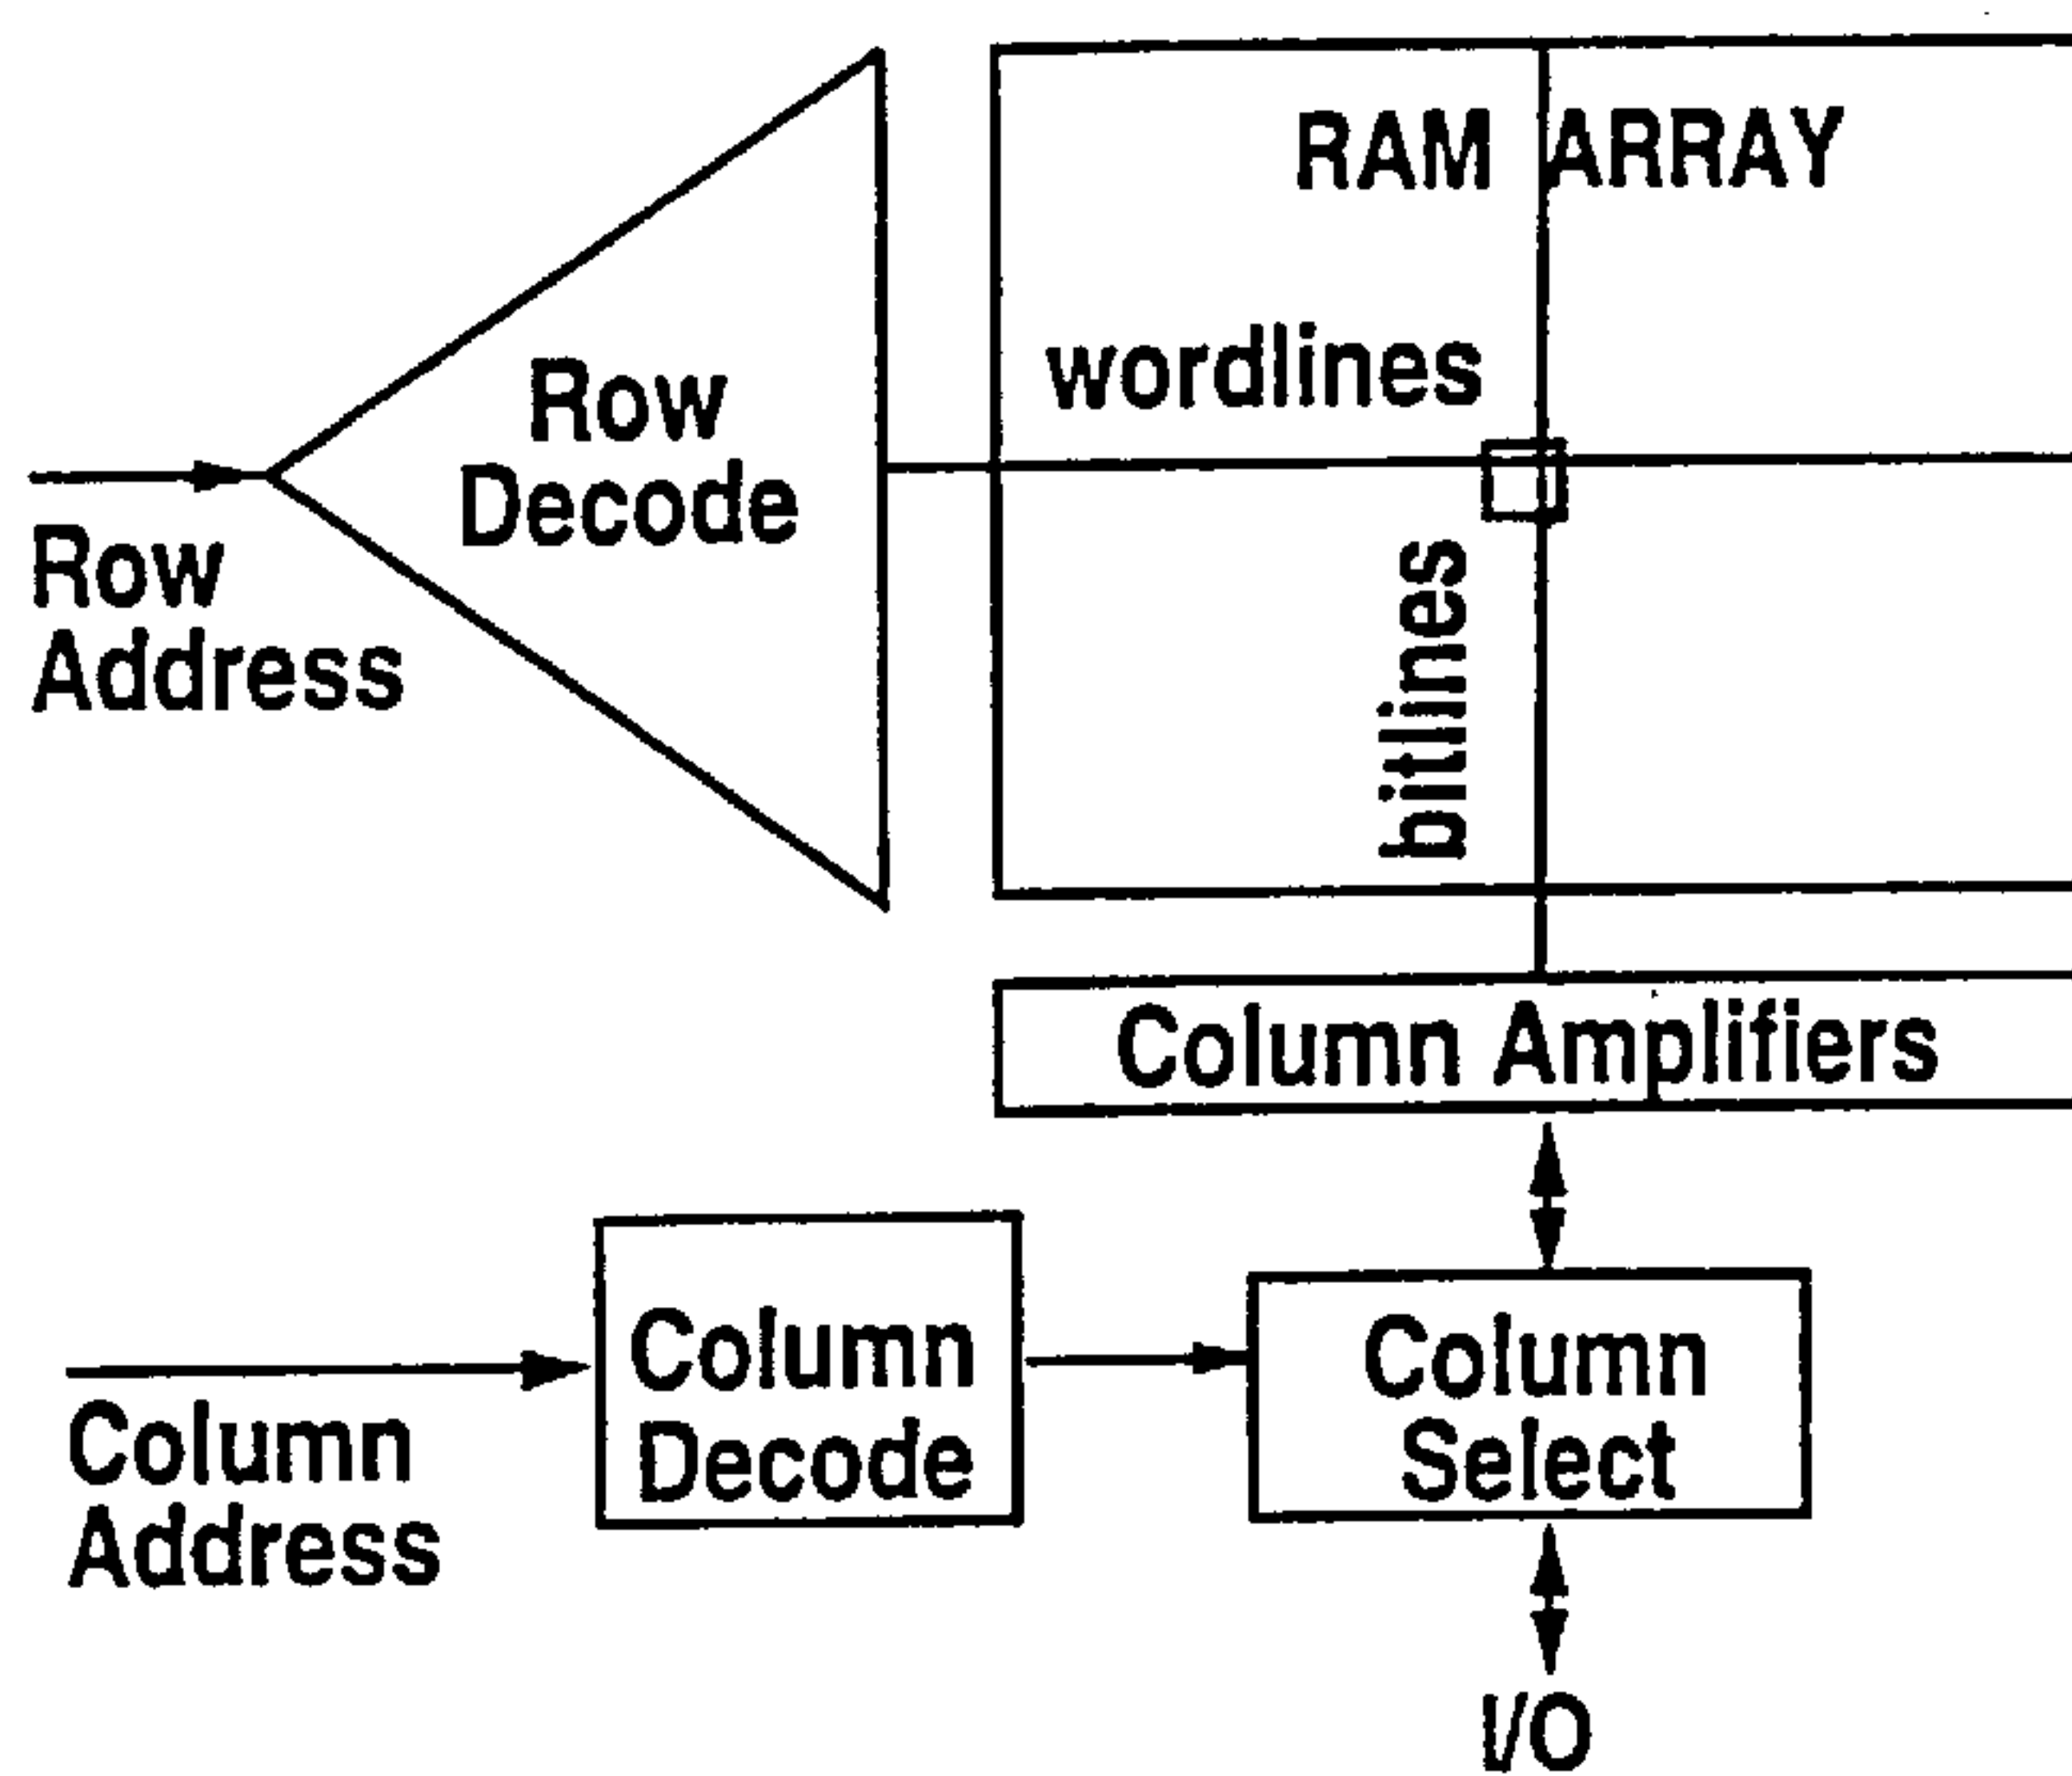 RAM ARRAY
wordlines
Row
Decode
Row
Address
bitlines
Column Amplifiers
Column
Decode
Column
Select
Column
Address
I/O